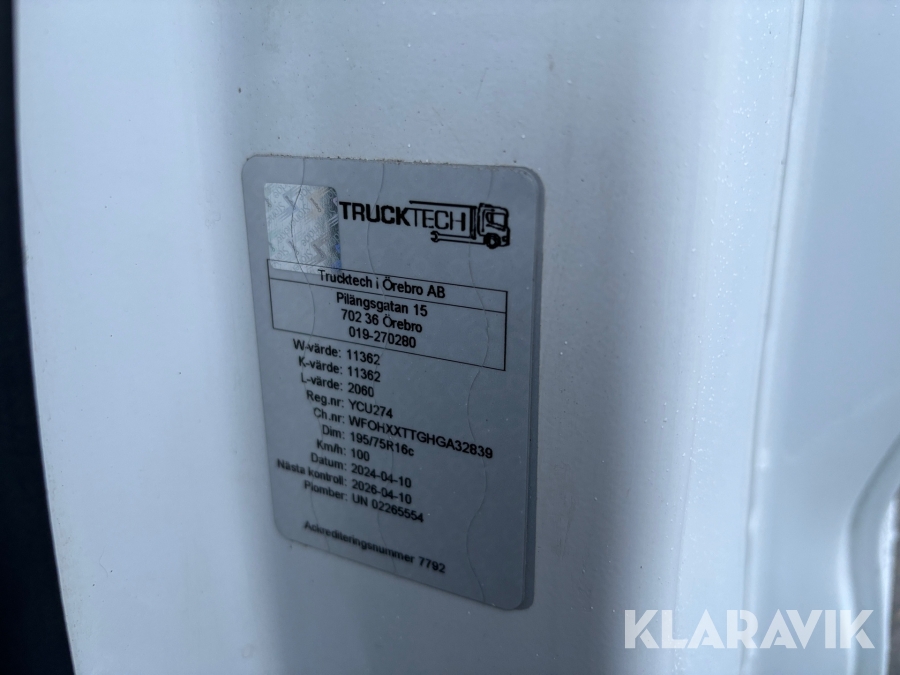 TRUCKTECH
Trucktech i Örebro AB
Pilängsgatan 15
702 36 Örebro
019-270280
W-värde: 11362
K-värde: 11362
L-värde: 2060
Reg.nr: YCU274
Ch.nr: WFOHXXTTGHGA32839
Dim: 195/75R16c
Km/h: 100
Datum: 2024-04-10
Nästa kontroll: 2026-04-10
Plomber: UN 02265554
Ackrediteringsnummer 7792
KLARAVIK